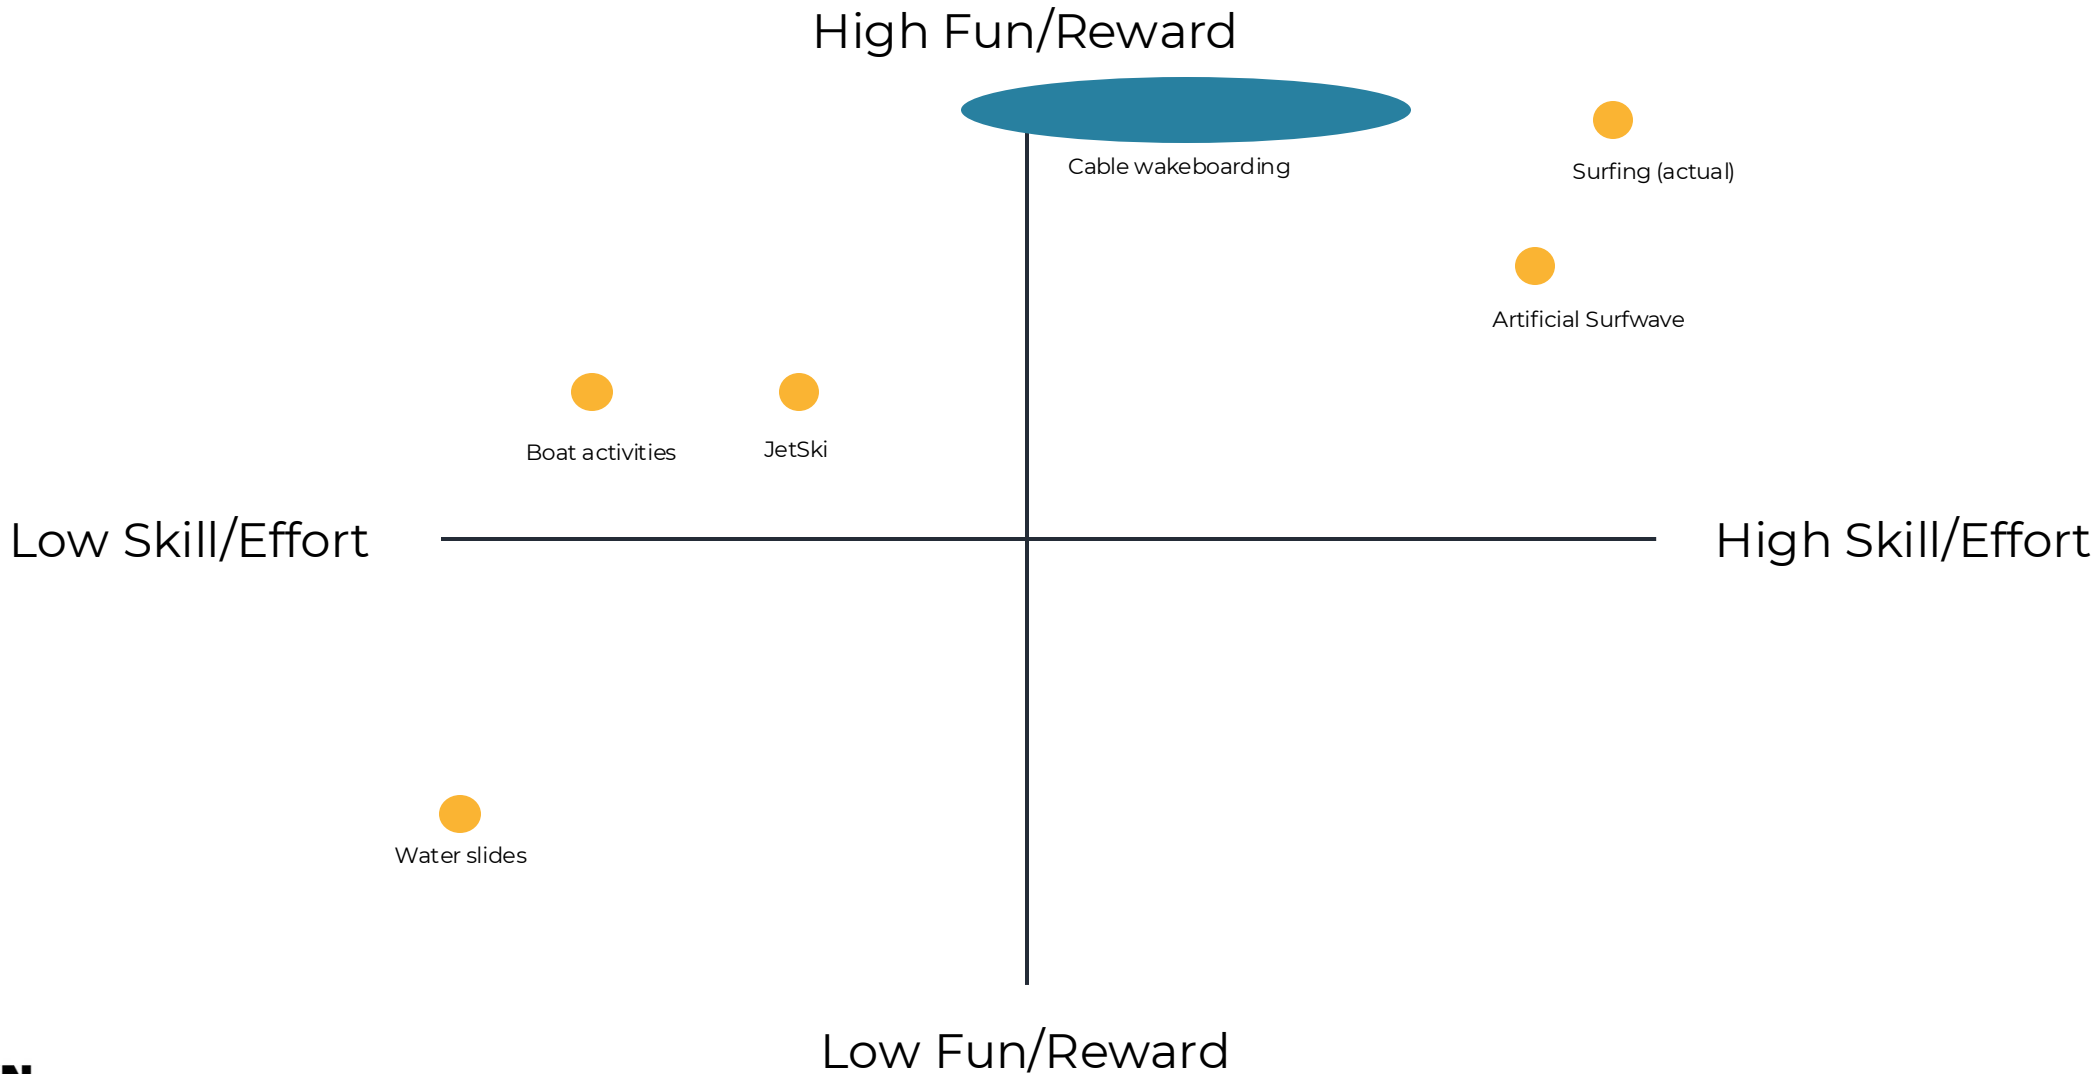 High Fun/Reward
Cable wakeboarding
Surfing (actual)
Artificial Surfwave
Boat activities
JetSki
Low Skill/Effort
High Skill/Effort
Water slides
Low Fun/Reward